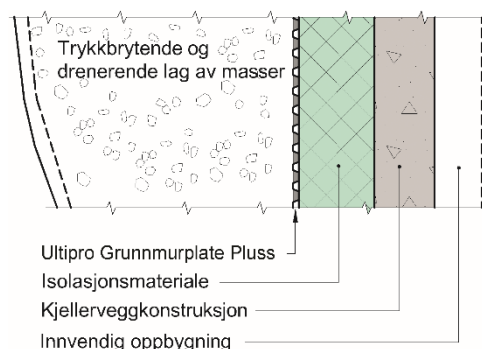 Trykkbrytende og
drenerende lag av masser
Ultipro Grunnmurplate Pluss
Isolasjonsmateriale
Kjellerveggkonstruksjon
Innvendig oppbygning